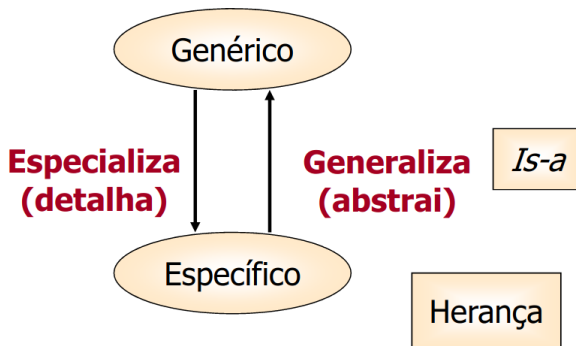 Genérico
Especializa
(detalha)
Generaliza
(abstrai)
Is-a
Específico
Herança